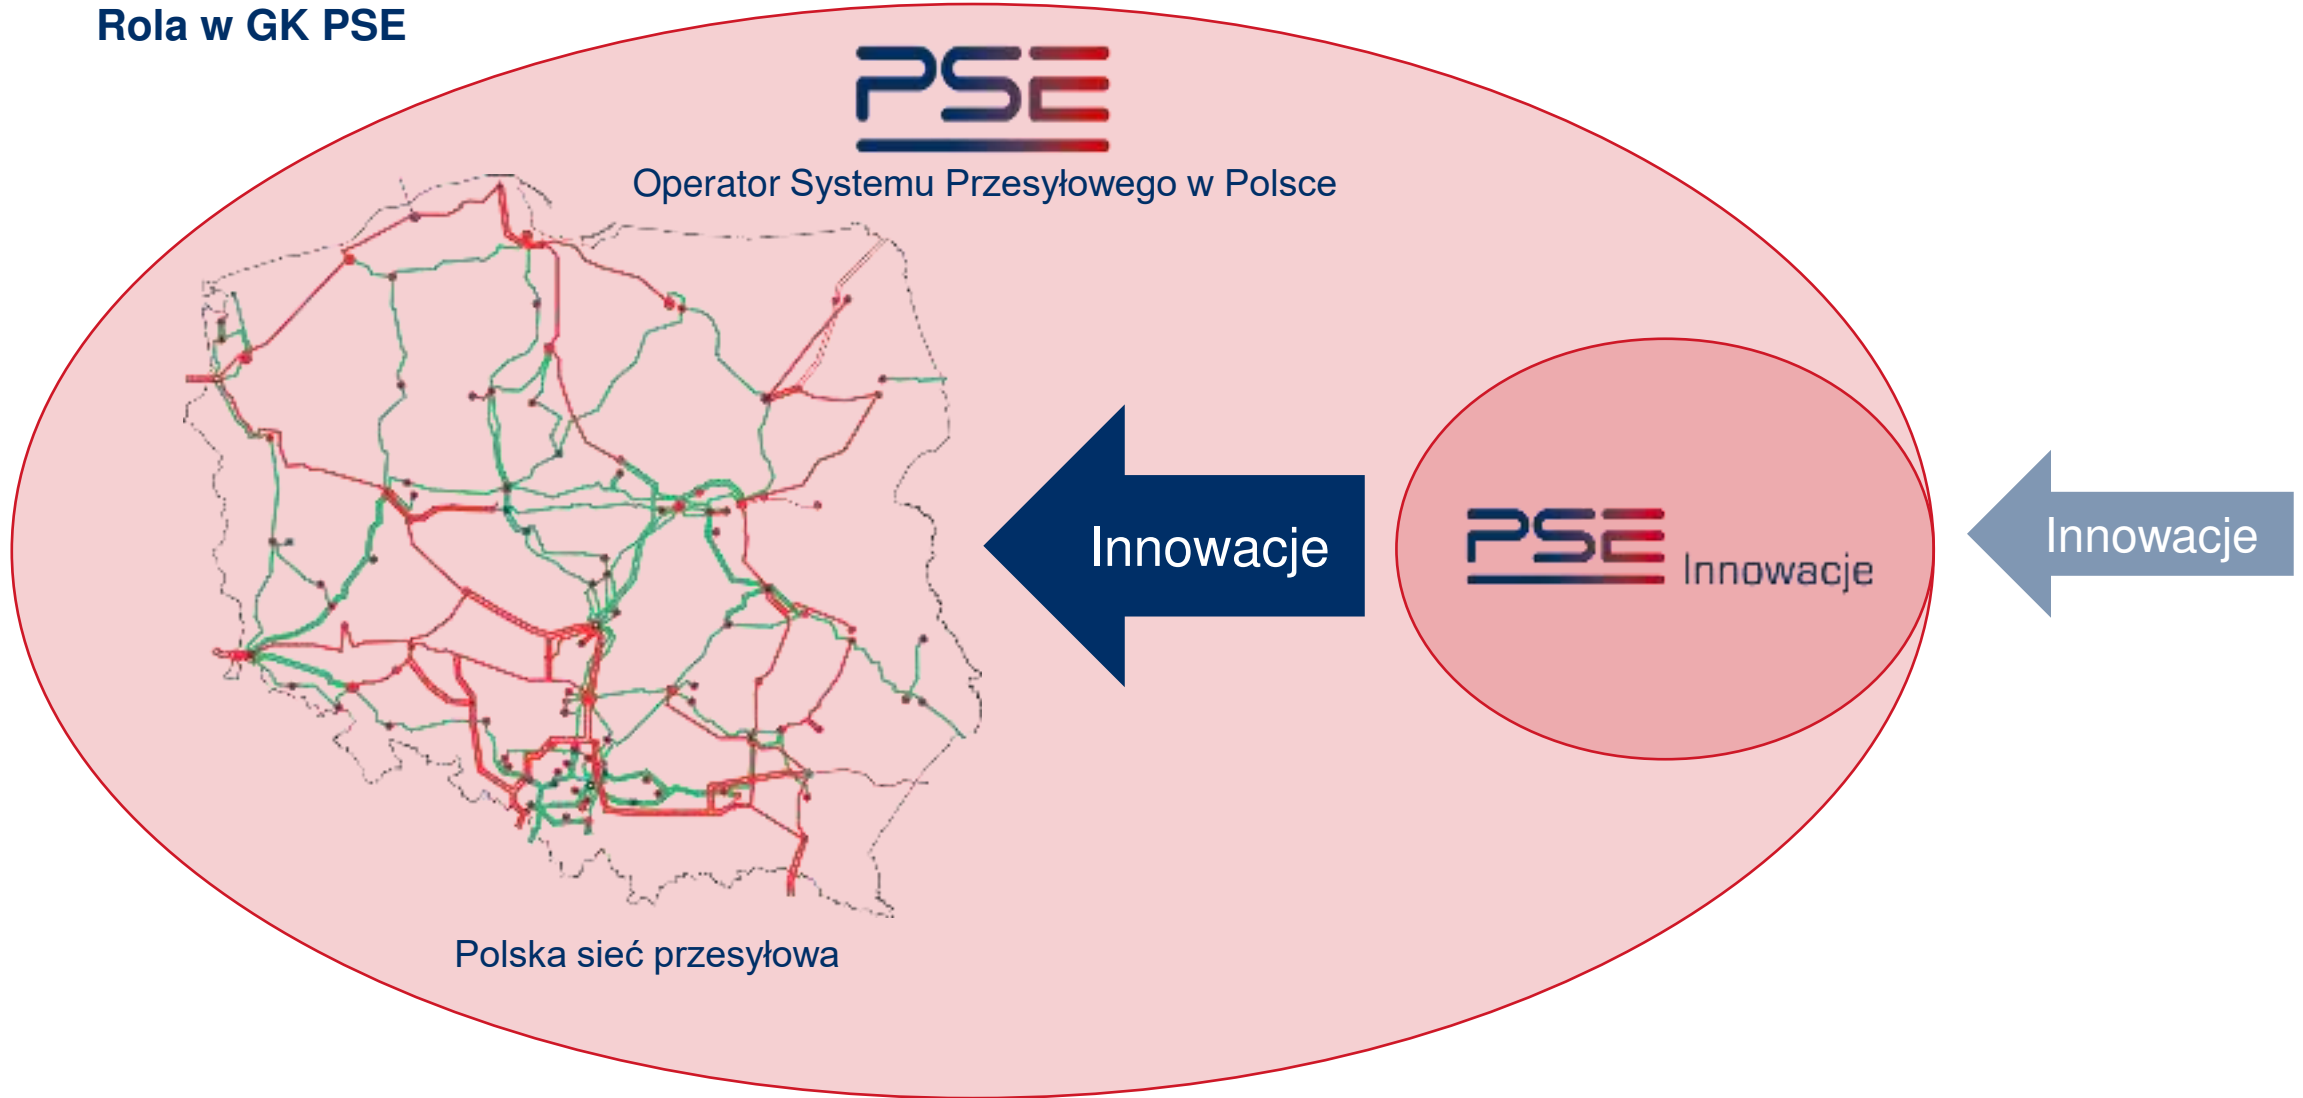 Rola w GK PSE
PSE
Operator Systemu Przesyłowego w Polsce
Innowacje
PSE Innowacje
Innowacje
Polska sieć przesyłowa